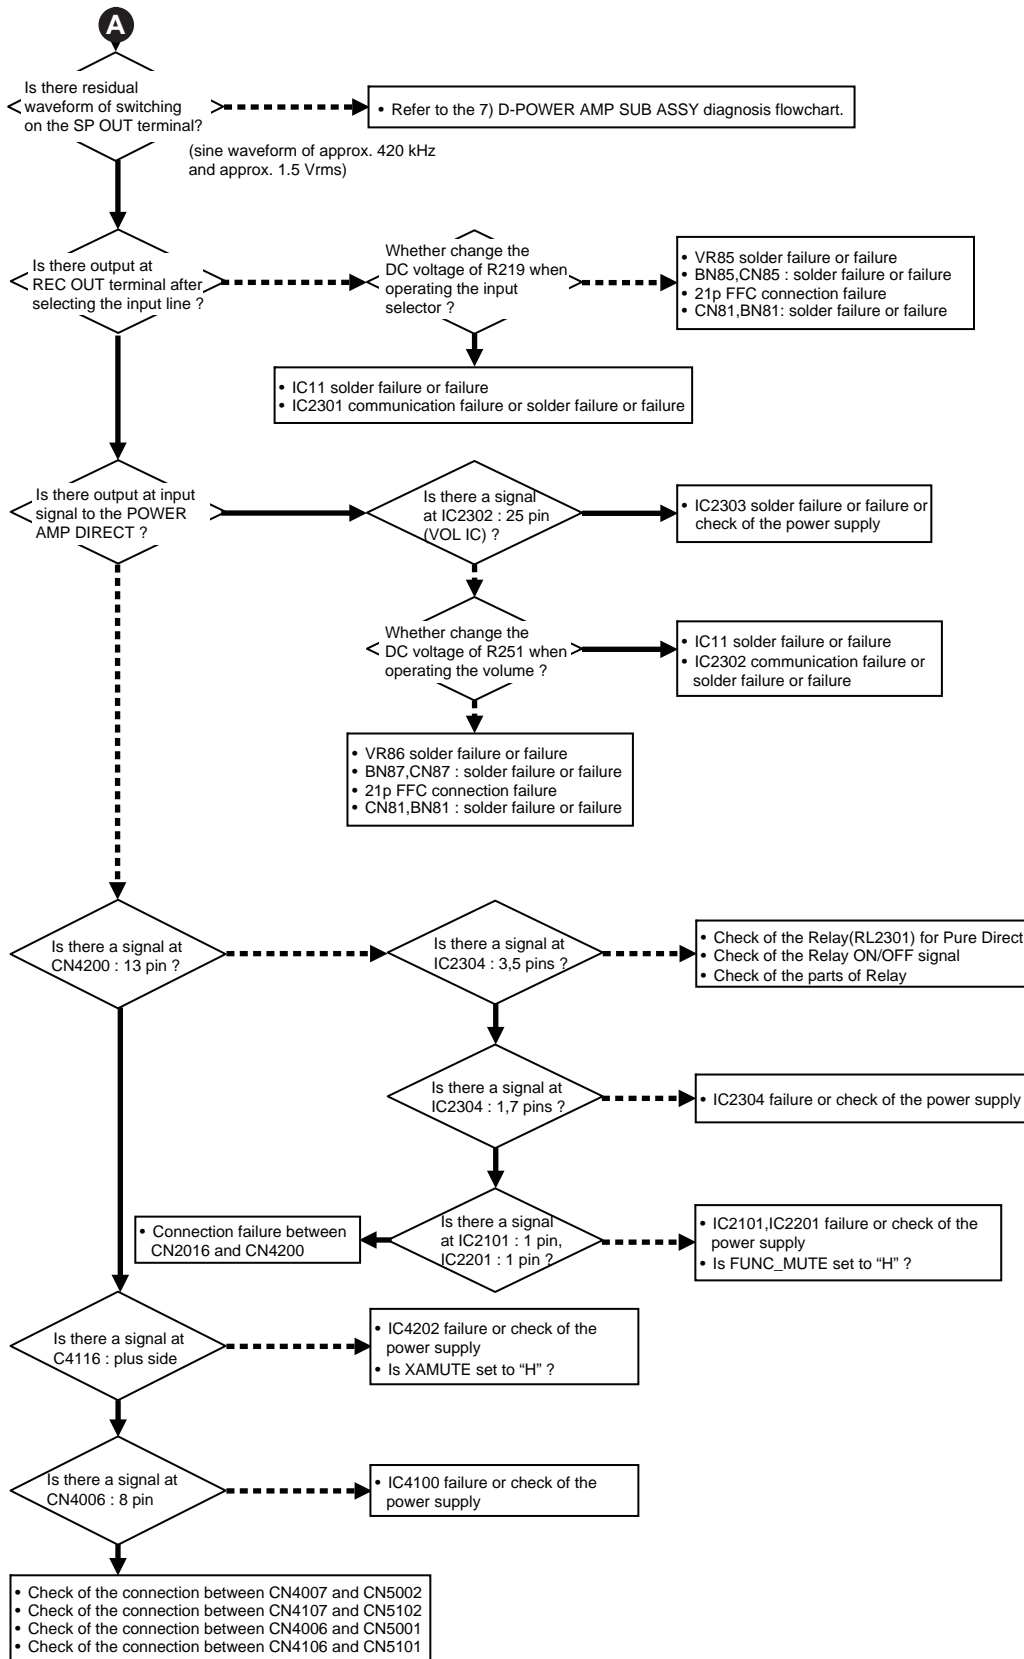 A
Is there residual
waveform of switching
on the SP OUT terminal?
• Refer to the 7) D-POWER AMP SUB ASSY diagnosis flowchart.
(sine waveform of approx. 420 kHz
and approx. 1.5 Vrms)
Is there output at
REC OUT terminal after
selecting the input line ?
Whether change the
DC voltage of R219 when
operating the input
selector ?
• VR85 solder failure or failure
• BN85,CN85 : solder failure or failure
• 21p FFC connection failure
• CN81,BN81: solder failure or failure
• IC11 solder failure or failure
• IC2301 communication failure or solder failure or failure
Is there output at input
signal to the POWER
AMP DIRECT ?
Is there a signal
at IC2302 : 25 pin
(VOL IC) ?
• IC2303 solder failure or failure or
check of the power supply
Whether change the
DC voltage of R251 when
operating the volume ?
• IC11 solder failure or failure
• IC2302 communication failure or
solder failure or failure
• VR86 solder failure or failure
• BN87,CN87 : solder failure or failure
• 21p FFC connection failure
• CN81,BN81 : solder failure or failure
Is there a signal at
CN4200 : 13 pin ?
Is there a signal at
IC2304 : 3,5 pins ?
• Check of the Relay(RL2301) for Pure Direct
• Check of the Relay ON/OFF signal
• Check of the parts of Relay
Is there a signal at
IC2304 : 1,7 pins ?
• IC2304 failure or check of the power supply
Is there a signal
at IC2101 : 1 pin,
IC2201 : 1 pin ?
• Connection failure between
CN2016 and CN4200
• IC2101,IC2201 failure or check of the
power supply
• Is FUNC_MUTE set to “H” ?
Is there a signal at
C4116 : plus side
• IC4202 failure or check of the
power supply
• Is XAMUTE set to “H” ?
Is there a signal at
CN4006 : 8 pin
• IC4100 failure or check of the
power supply
• Check of the connection between CN4007 and CN5002
• Check of the connection between CN4107 and CN5102
• Check of the connection between CN4006 and CN5001
• Check of the connection between CN4106 and CN5101